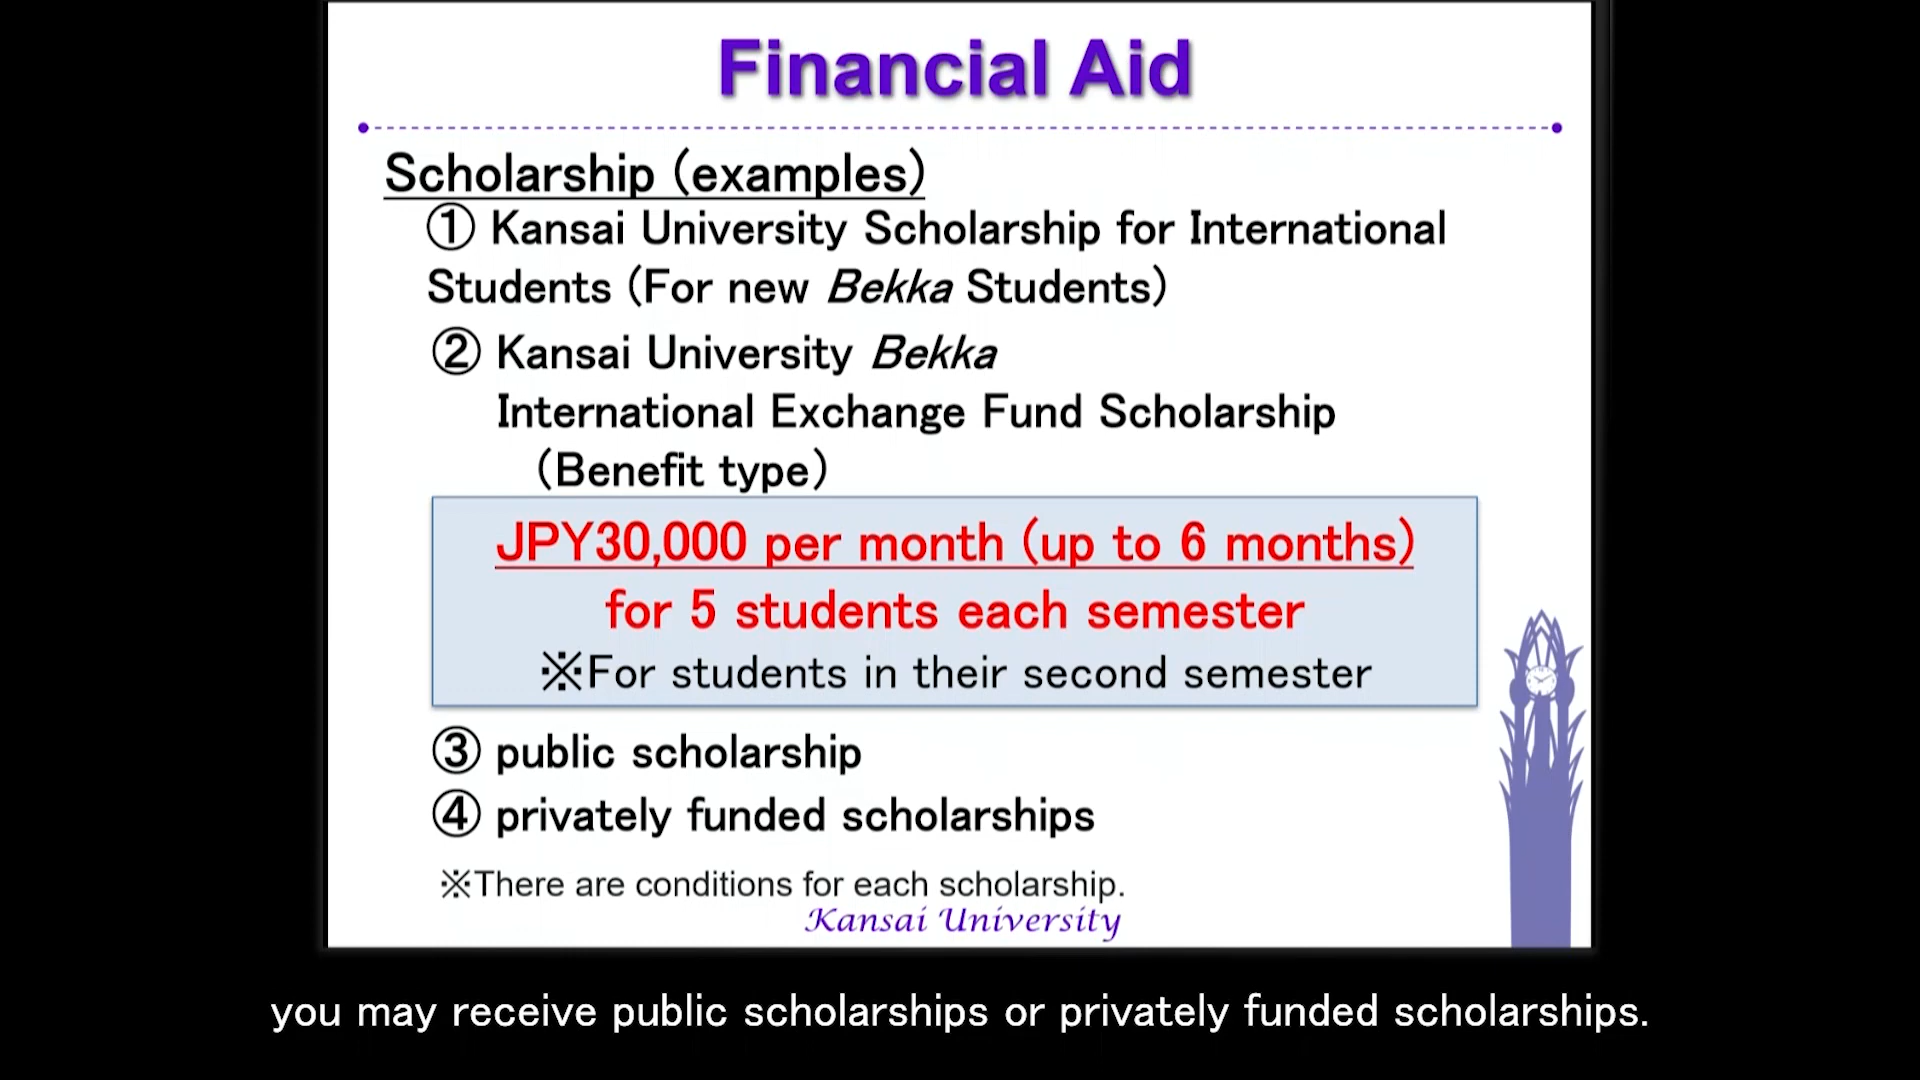 Financial Aid
Scholarship (examples)
① Kansai University Scholarship for International
Students (For new Bekka Students)
② Kansai University Bekka
International Exchange Fund Scholarship
(Benefit type)
JPY30,000 per month (up to 6 months)
for 5 students each semester
※For students in their second semester
③ public scholarship
④ privately funded scholarships
※There are conditions for each scholarship.
Kansai University
you may receive public scholarships or privately funded scholarships.